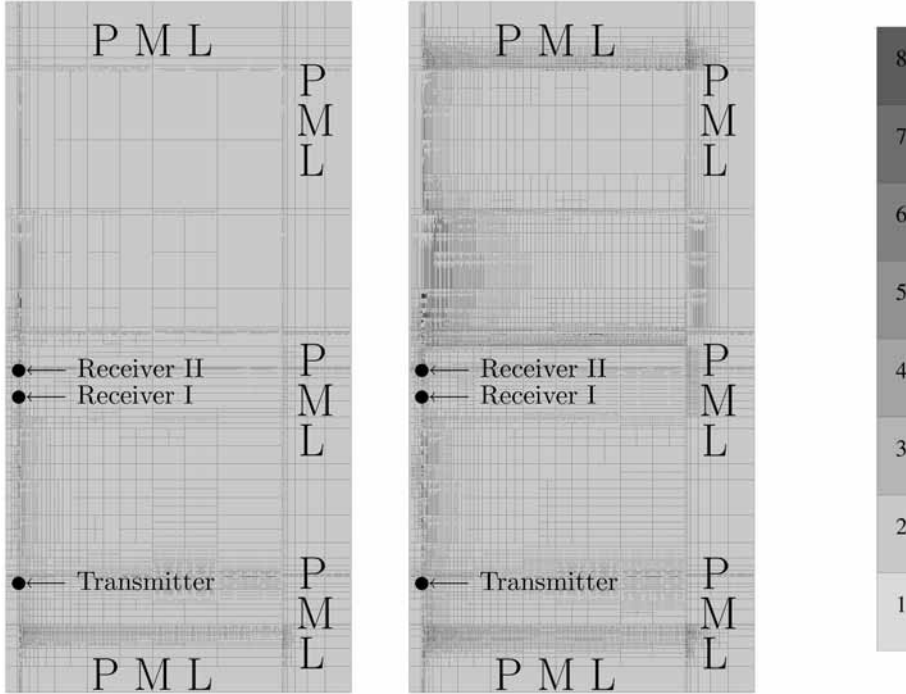 P M L
P
M
L
Receiver II
Receiver I
P
M
L
Transmitter
P
M
L
P M L
P M L
P
M
L
Receiver II
Receiver I
P
M
L
Transmitter
P
M
L
P M L
8
7
6
5
4
3
2
1